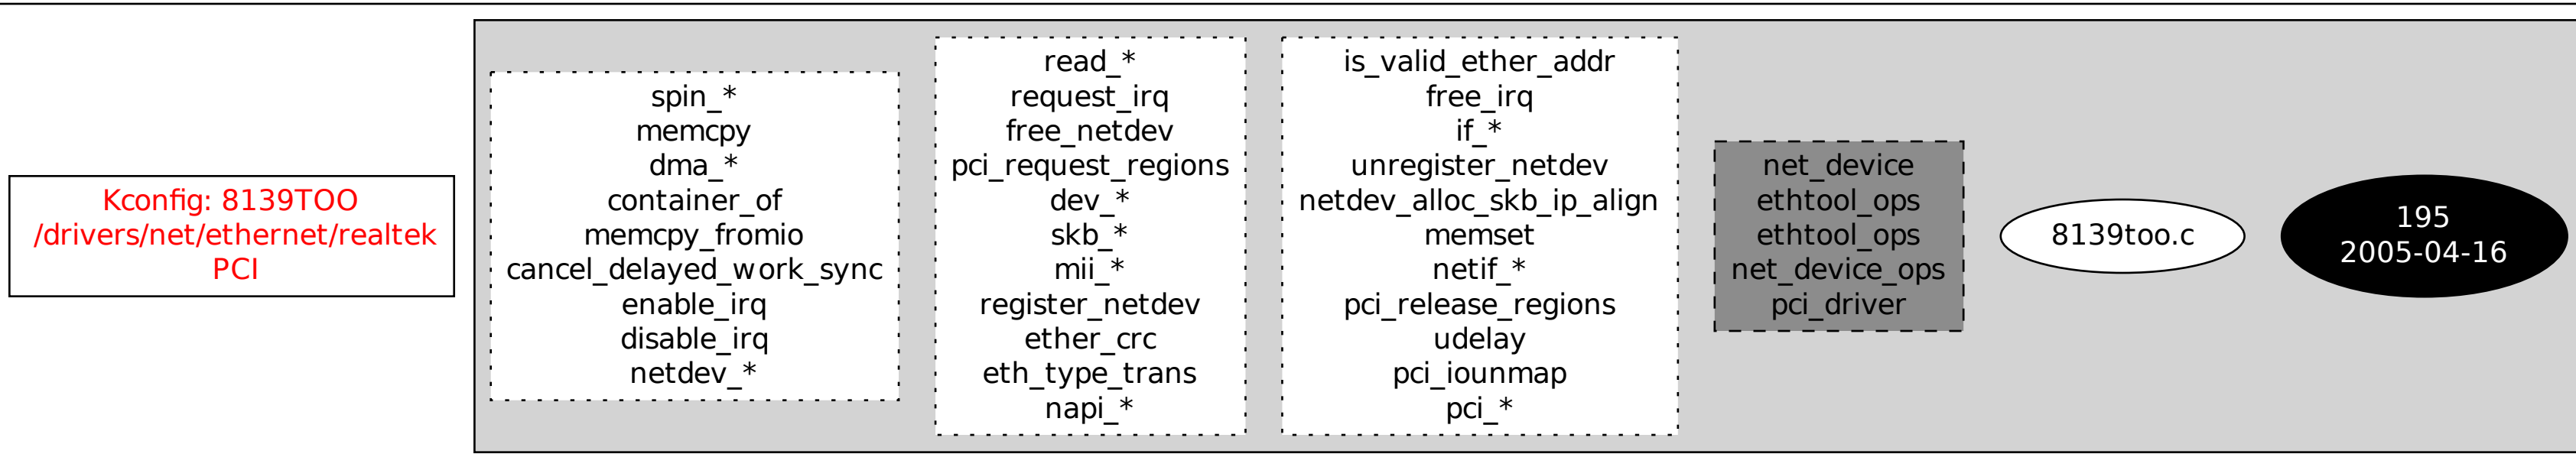 Kconfig: 8139TOO
/drivers/net/ethernet/realtek
PCI
spin_*
memcpy
dma_*
container_of
memcpy_fromio
cancel_delayed_work_sync
enable_irq
disable_irq
netdev_*
read_*
request_irq
free_netdev
pci_request_regions
dev_*
skb_*
mii_*
register_netdev
ether_crc
eth_type_trans
napi_*
is_valid_ether_addr
free_irq
if_*
unregister_netdev
netdev_alloc_skb_ip_align
memset
netif_*
pci_release_regions
udelay
pci_iounmap
pci_*
net_device
ethtool_ops
ethtool_ops
net_device_ops
pci_driver
8139too.c
195
2005-04-16